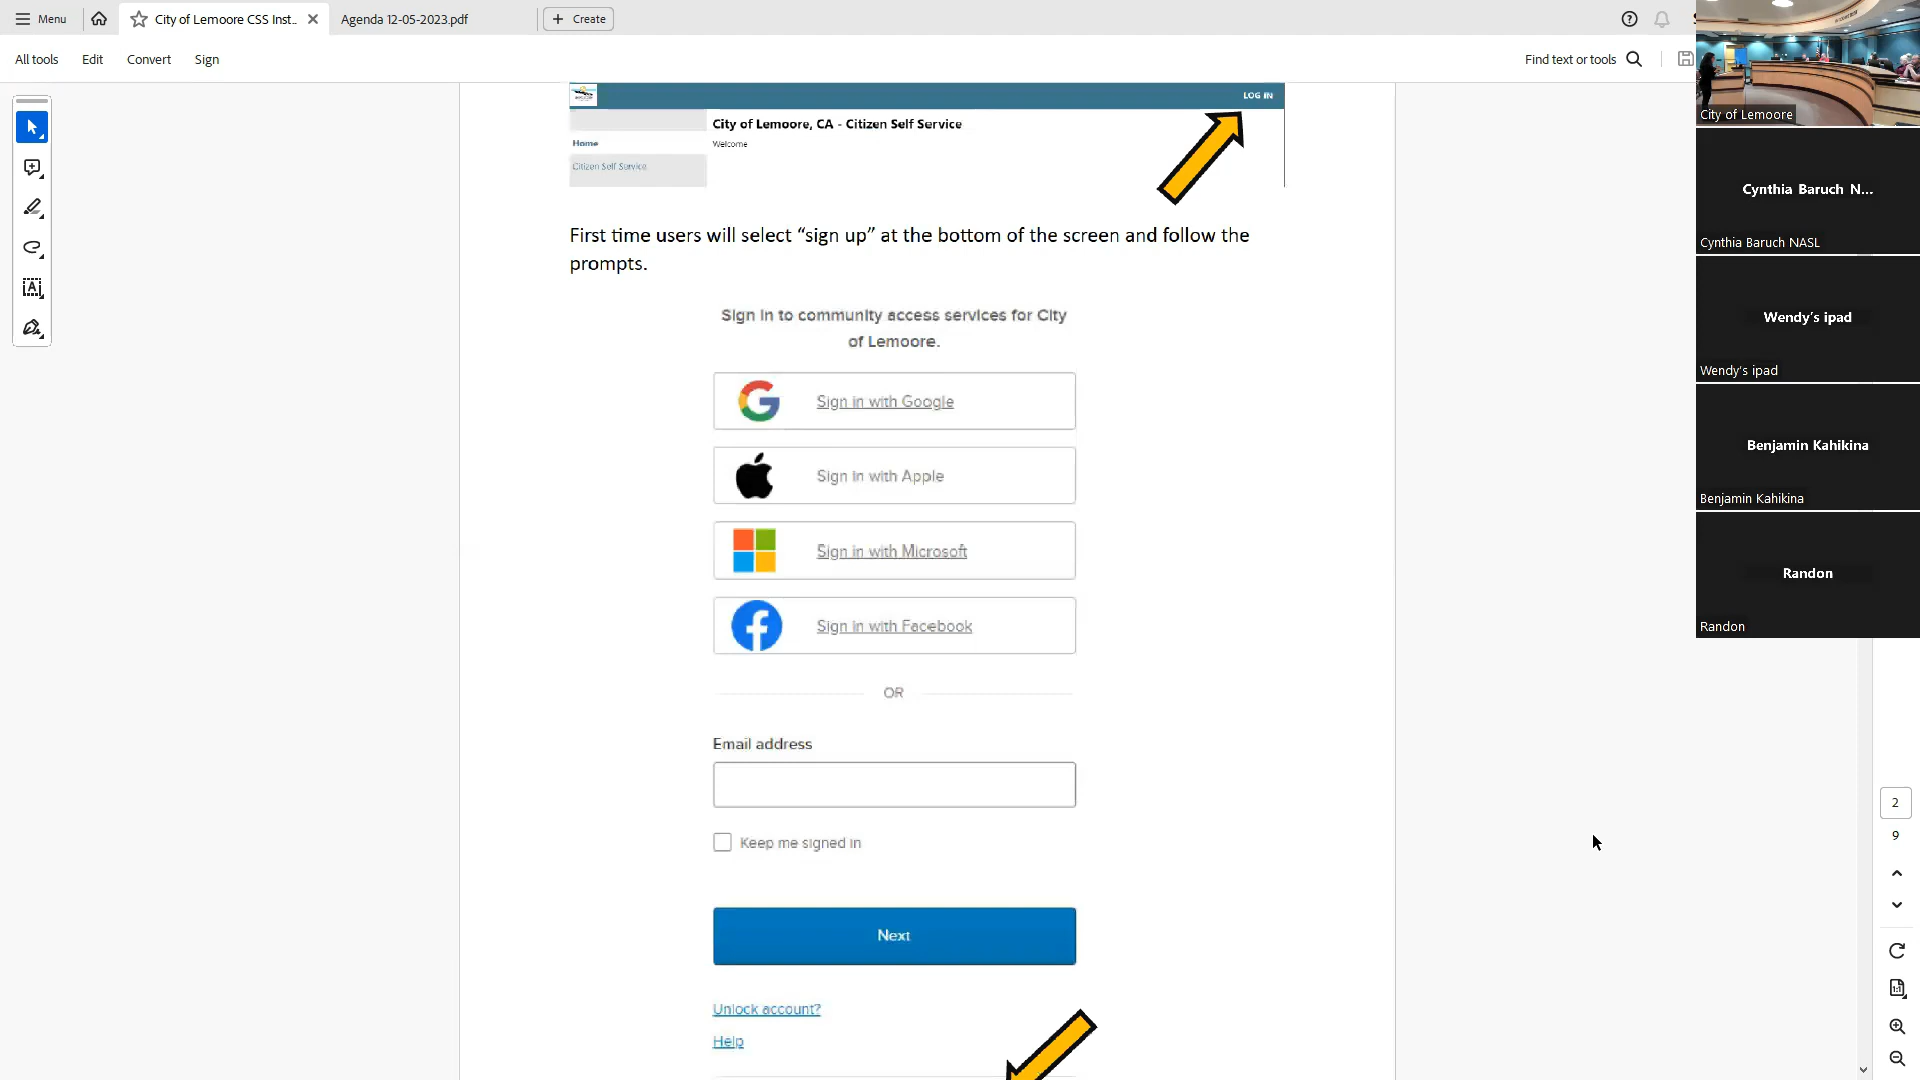 Menu
City of Lemoore CSS Inst..
Agenda 12-05-2023.pdf
Create
All tools
Edit
Convert
Sign
Find text or tools
LOG IN
City of Lemoore, CA - Citizen Self Service
Home
Welcome
Citizen Self Service
First time users will select “sign up” at the bottom of the screen and follow the
prompts.
Sign in to community access services for City
of Lemoore.
Sign in with Google
Sign in with Apple
Sign in with Microsoft
Sign in with Facebook
OR
Email address
Keep me signed in
Next
Unlock account?
Help
City of Lemoore
Cynthia Baruch N...
Cynthia Baruch NASL
Wendy's ipad
Wendy's ipad
Benjamin Kahikina
Benjamin Kahikina
Randon
Randon
2
9
1:1